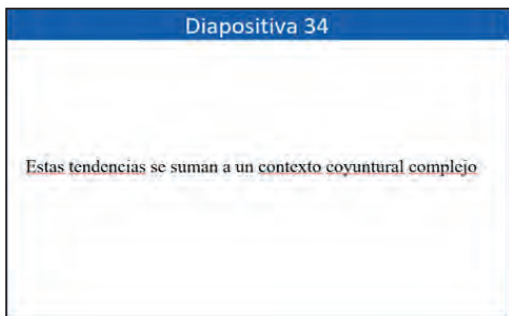 Diapositiva 34
Estas tendencias se suman a un contexto coyuntural complejo